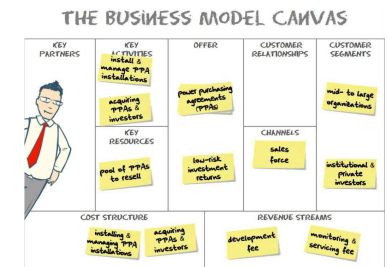 THE BUSINESS MODEL CANVAS
KEY
PARTNERS
KEY
ACTIVITIES
install &
manage PPA
installations
acquiring
PPAs &
investors
KEY
RESOURCES
pool of PPAs
to resell
OFFER
power purchasing
agreements
(PPAs)
low-risk
investment
returns
CUSTOMER
RELATIONSHIPS
CHANNELS
sales
force
CUSTOMER
SEGMENTS
mid- to large
organizations
institutional &
private
investors
COST STRUCTURE
installing &
managing PPA
installations
acquiring
PPAs &
investors
REVENUE STREAMS
development
fee
monitoring &
servicing fee